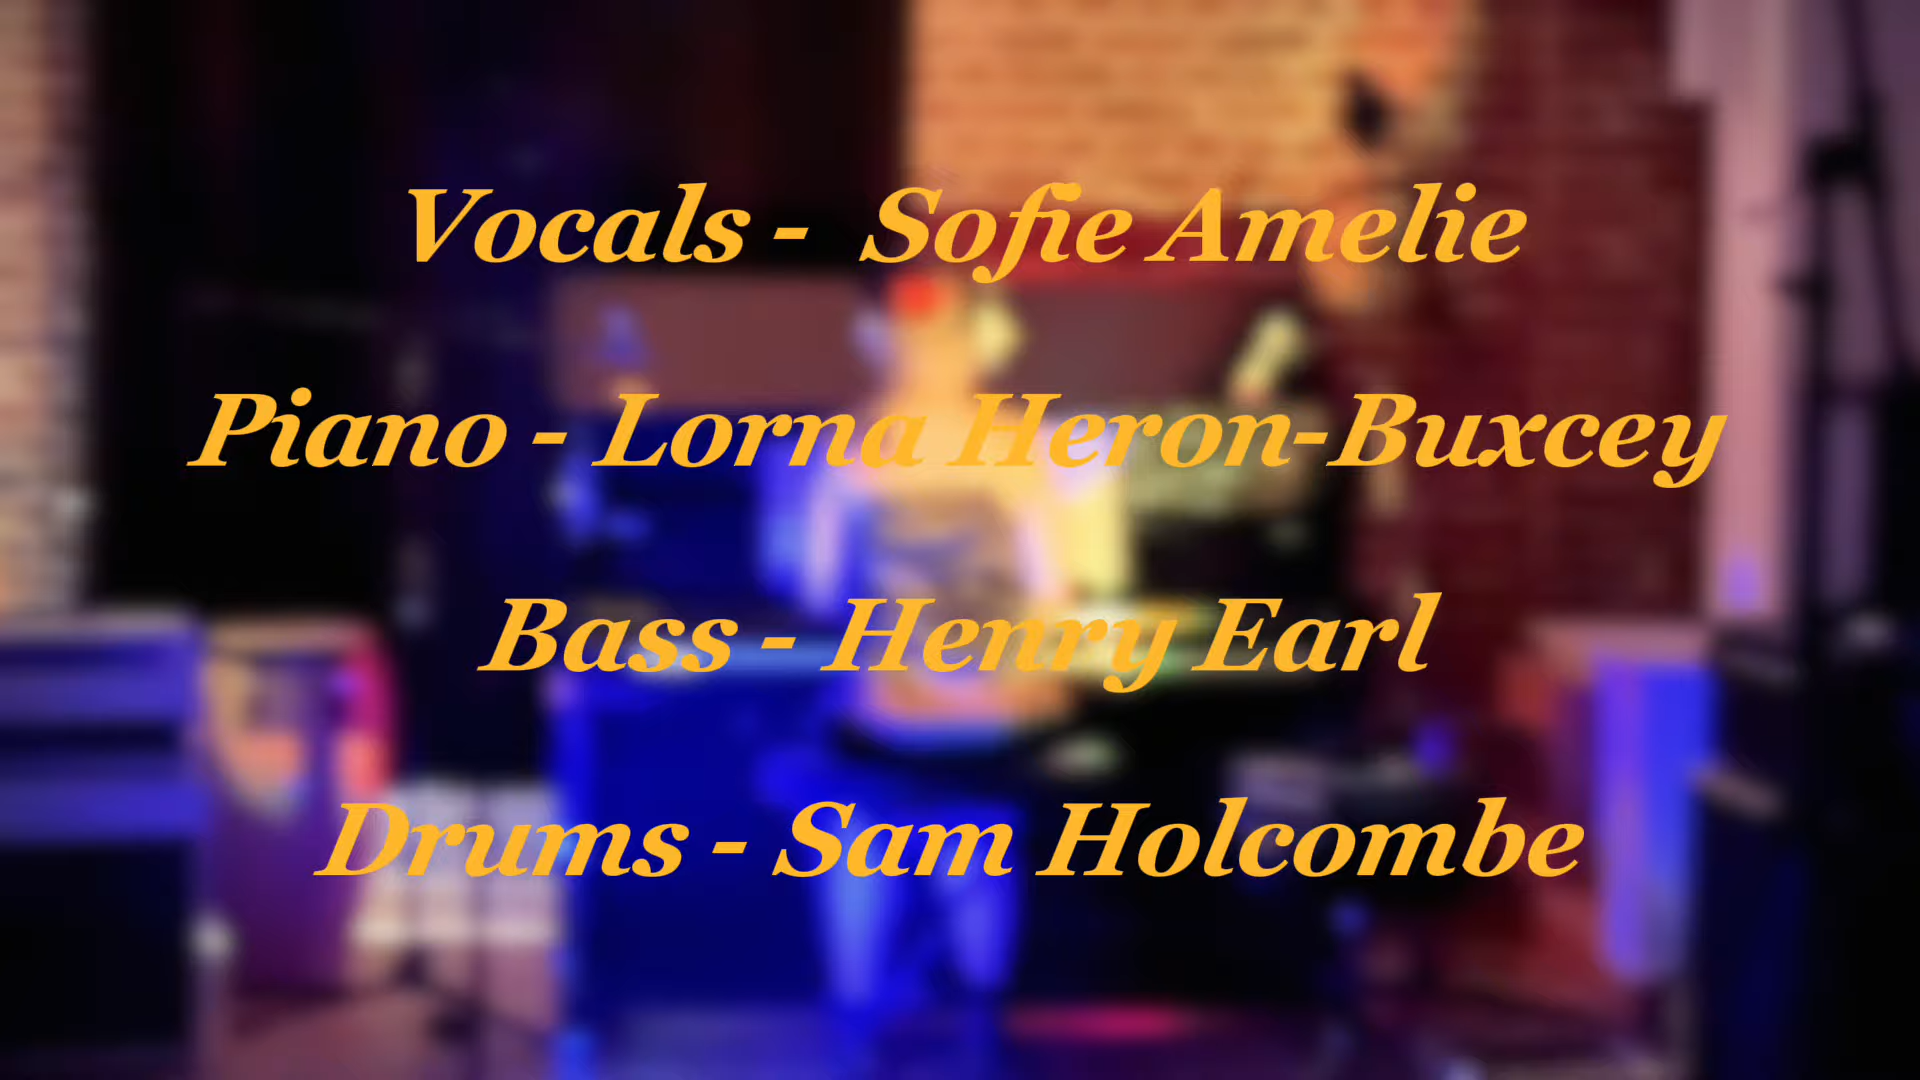 Vocals -  Sofie Amelie
Piano - Lorna Heron-Buxcey
Bass - Henry Earl
Drums - Sam Holcombe